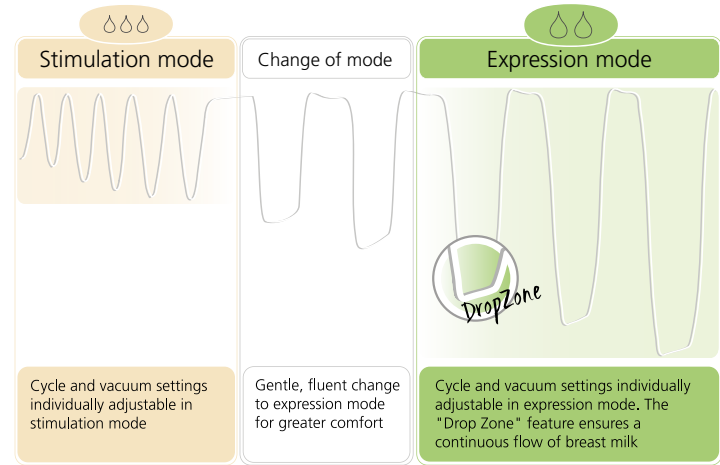 Stimulation mode
Change of mode
Expression mode
DropZone
Cycle and vacuum settings
individually adjustable in
stimulation mode
Gentle, fluent change
to expression mode
for greater comfort
Cycle and vacuum settings individually
adjustable in expression mode. The
"Drop Zone" feature ensures a
continuous flow of breast milk